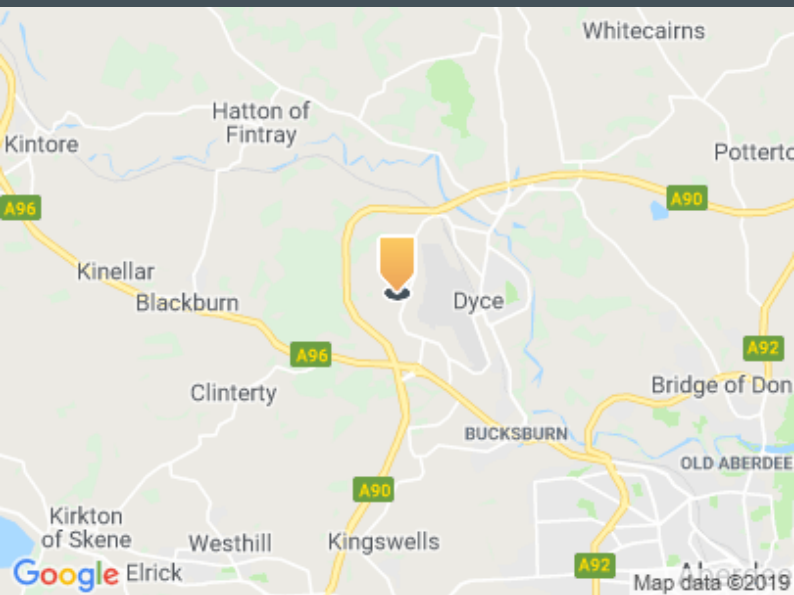 Whitecairns
Hatton of
Fintray
Kintore
Potterto
A90
A96
Kinellar
Blackburn
Dyce
A92
A96
Clinterty
Bridge of Don
BUCKSBURN
OLD ABERDEE
A90
Kirkton
of Skene
Westhill
Kingswells
A92
Google
Elrick
Map data ©2019